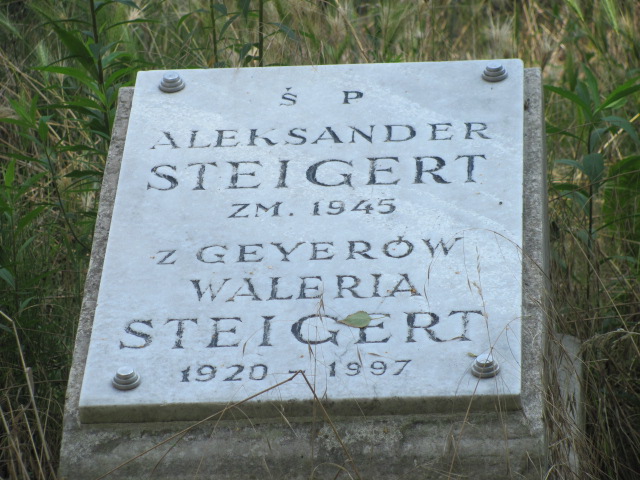 Ś P
ALEKSANDER
STEIGERT
ZM. 1945
Z GEYERÓW
WALERIA
STEIGERT
1920 - 1997